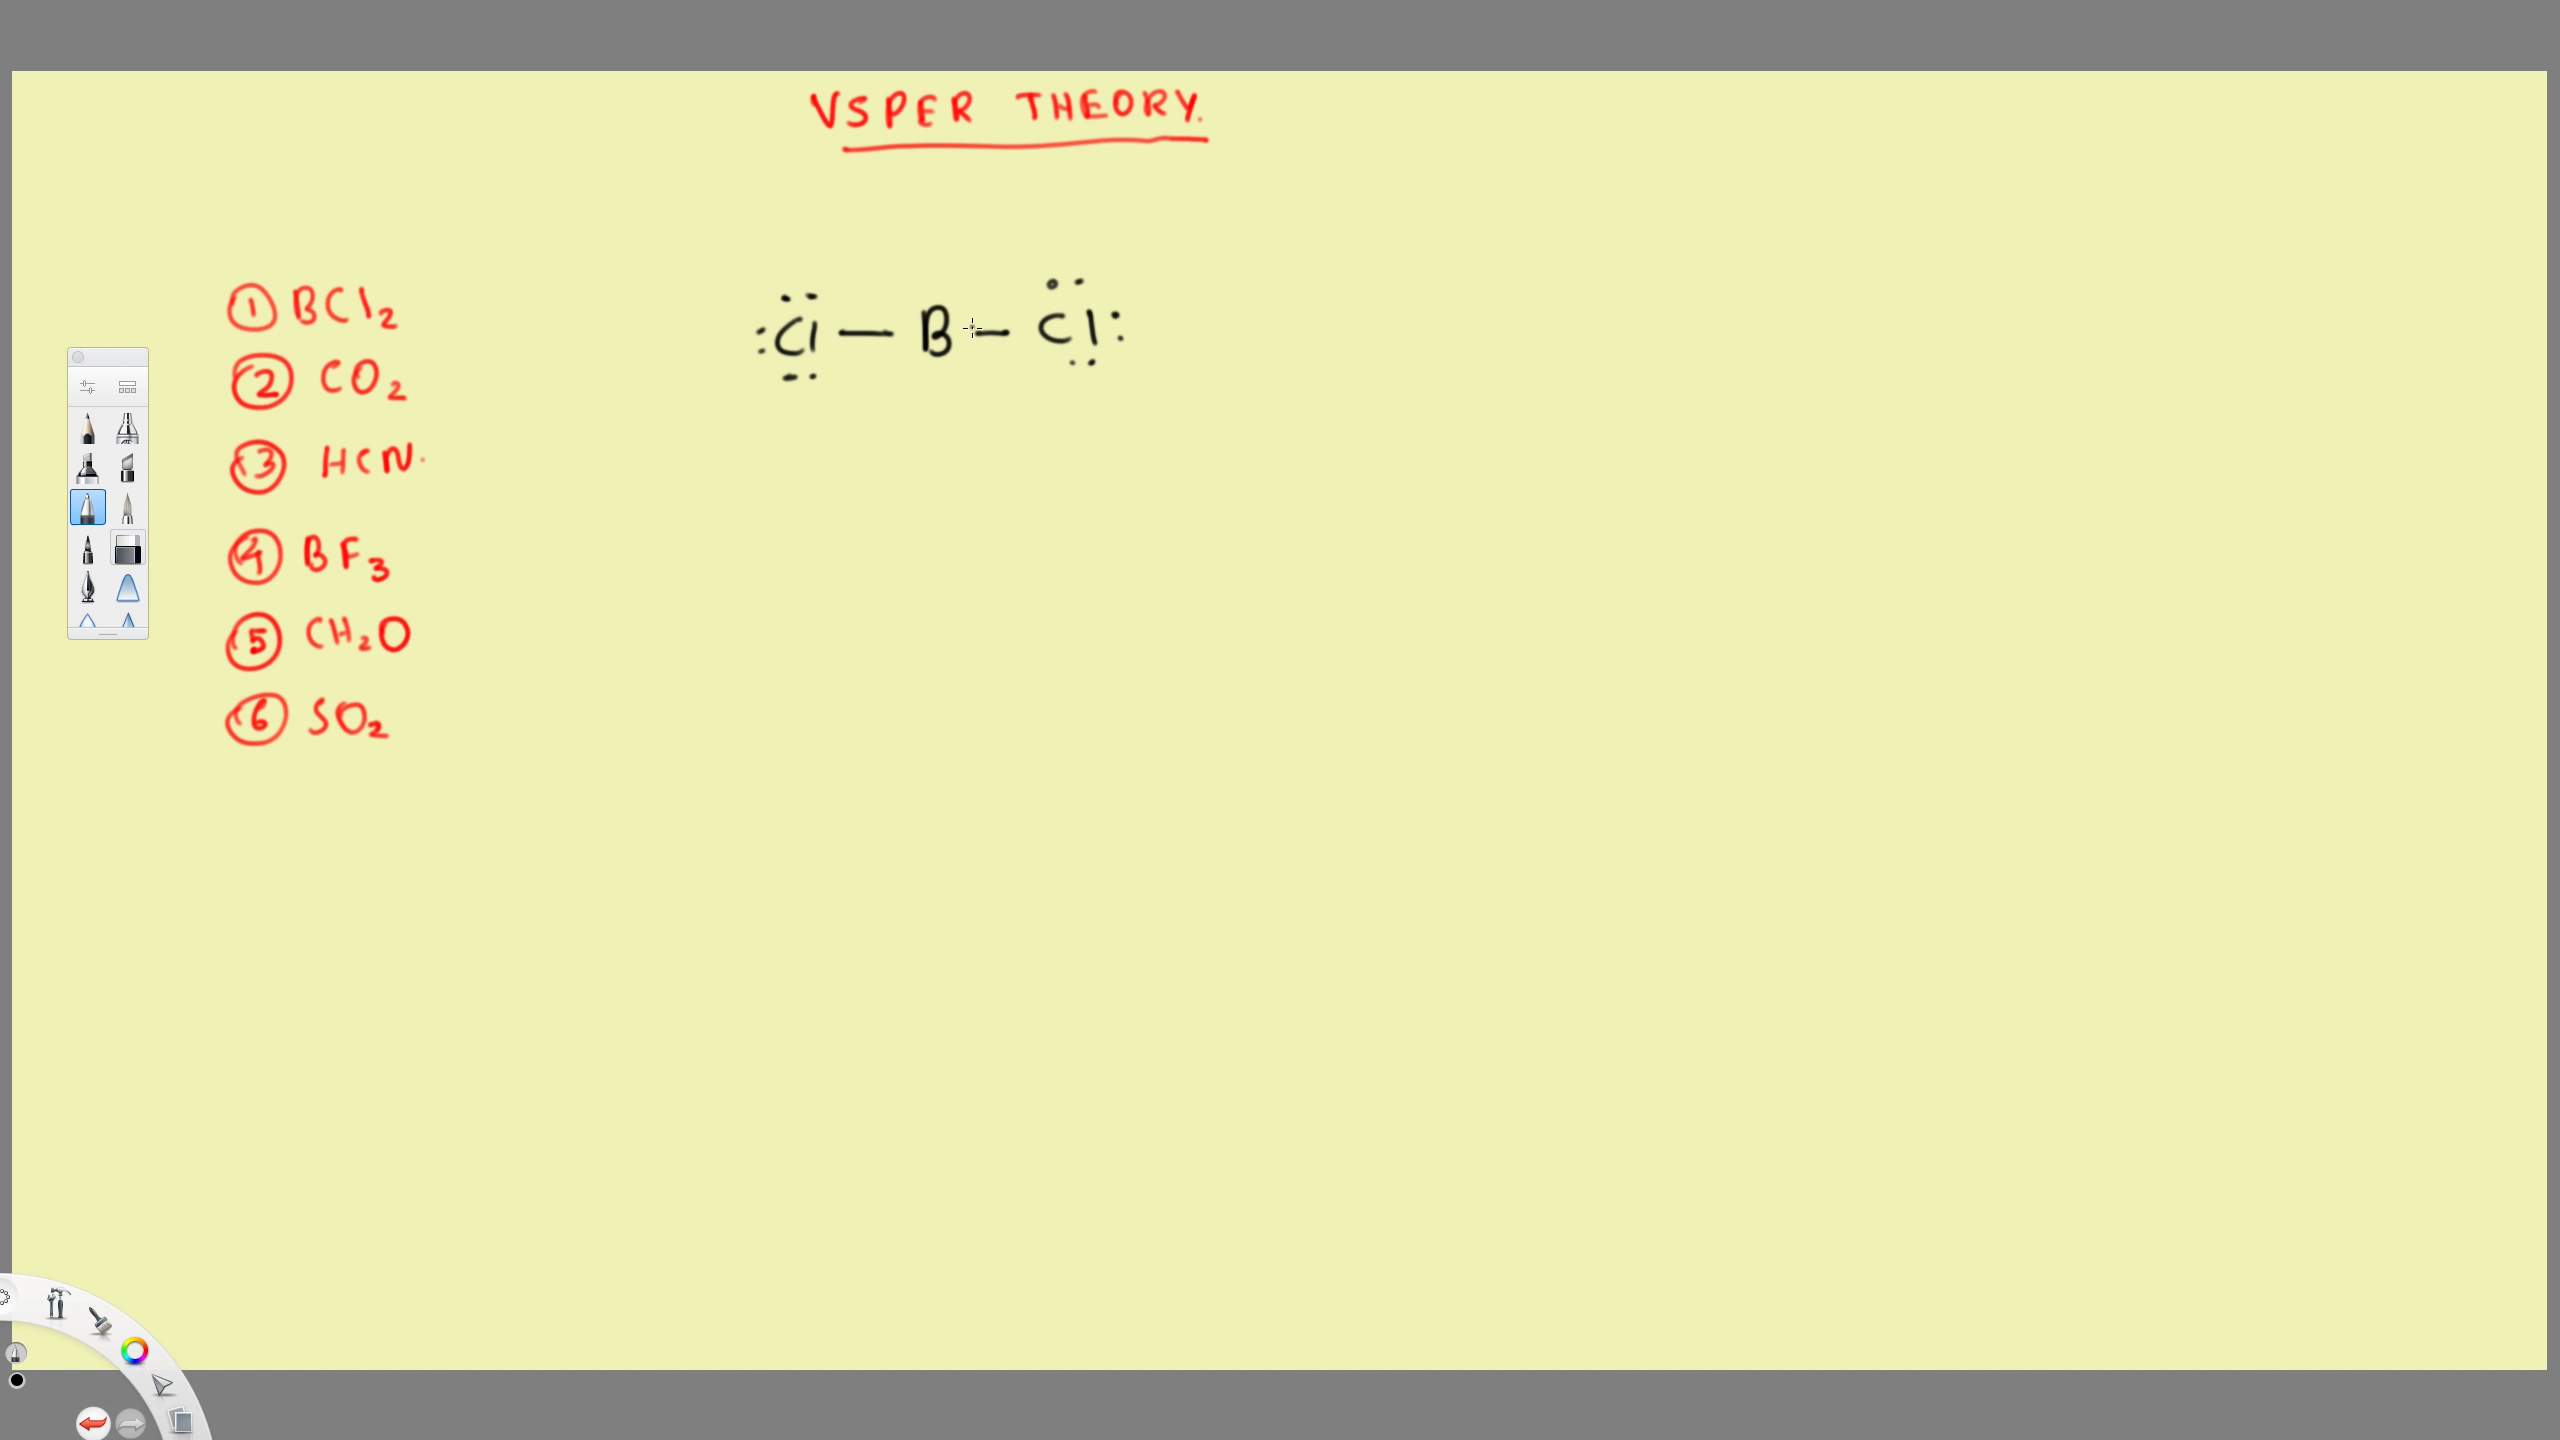 VSPER THEORY.
① BCl₂
:Cl — B — Cl:
② CO₂
③ HCN.
④ BF₃
⑤ CH₂O
⑥ SO₂